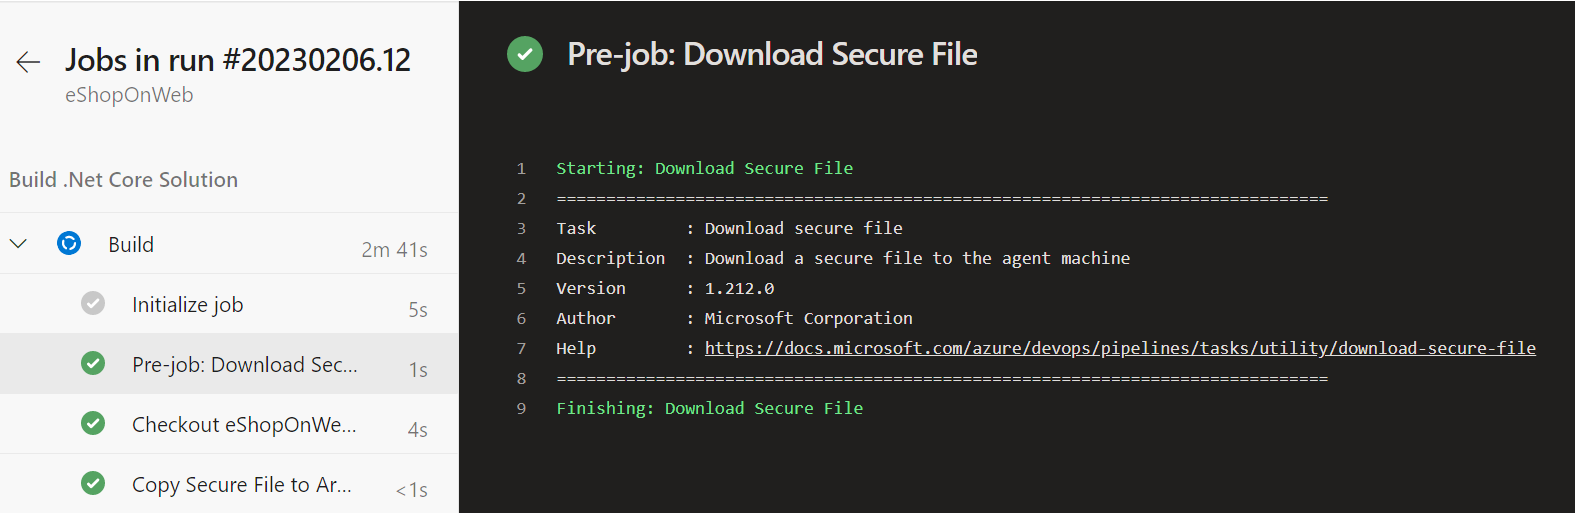 Jobs in run #20230206.12
eShopOnWeb
Build .Net Core Solution
Build 2m 41s
Initialize job 5s
Pre-job: Download Sec... 1s
Checkout eShopOnWe... 4s
Copy Secure File to Ar... <1s
Pre-job: Download Secure File
1 Starting: Download Secure File
2 ==============================================================================
3 Task : Download secure file
4 Description : Download a secure file to the agent machine
5 Version : 1.212.0
6 Author : Microsoft Corporation
7 Help : https://docs.microsoft.com/azure/devops/pipelines/tasks/utility/download-secure-file
8 ==============================================================================
9 Finishing: Download Secure File